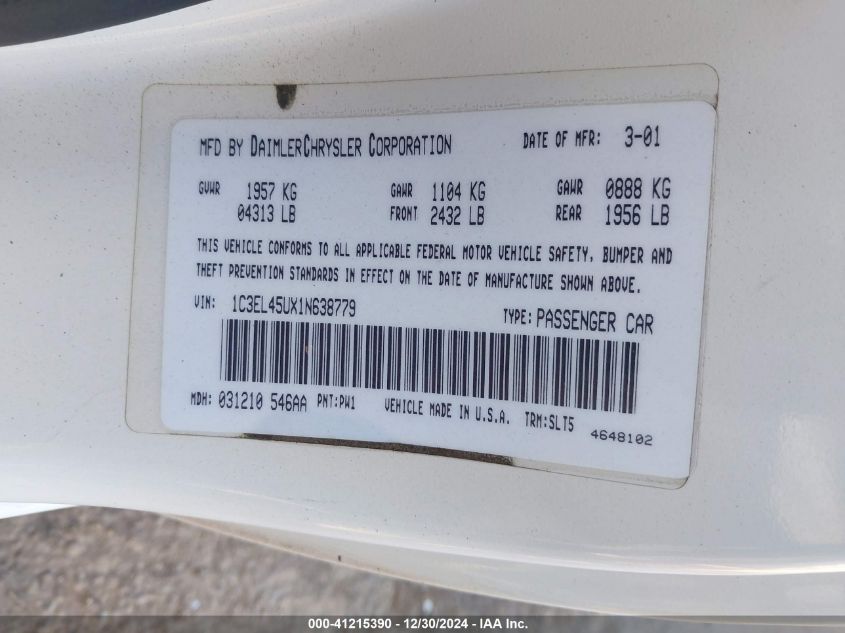 MFD BY DAIMLERCHRYSLER CORPORATION DATE OF MFR: 3-01
GVWR 1957 KG GAWR 1104 KG GAWR 0888 KG
04313 LB FRONT 2432 LB REAR 1956 LB
THIS VEHICLE CONFORMS TO ALL APPLICABLE FEDERAL MOTOR VEHICLE SAFETY, BUMPER AND
THEFT PREVENTION STANDARDS IN EFFECT ON THE DATE OF MANUFACTURE SHOWN ABOVE.
VIN: 1C3EL45UX1N638779 TYPE: PASSENGER CAR
MDH: 031210 546AA PNT:PW1 VEHICLE MADE IN U.S.A. TRM:SLT5
4648102
000-41215390 - 12/30/2024 - IAA Inc.